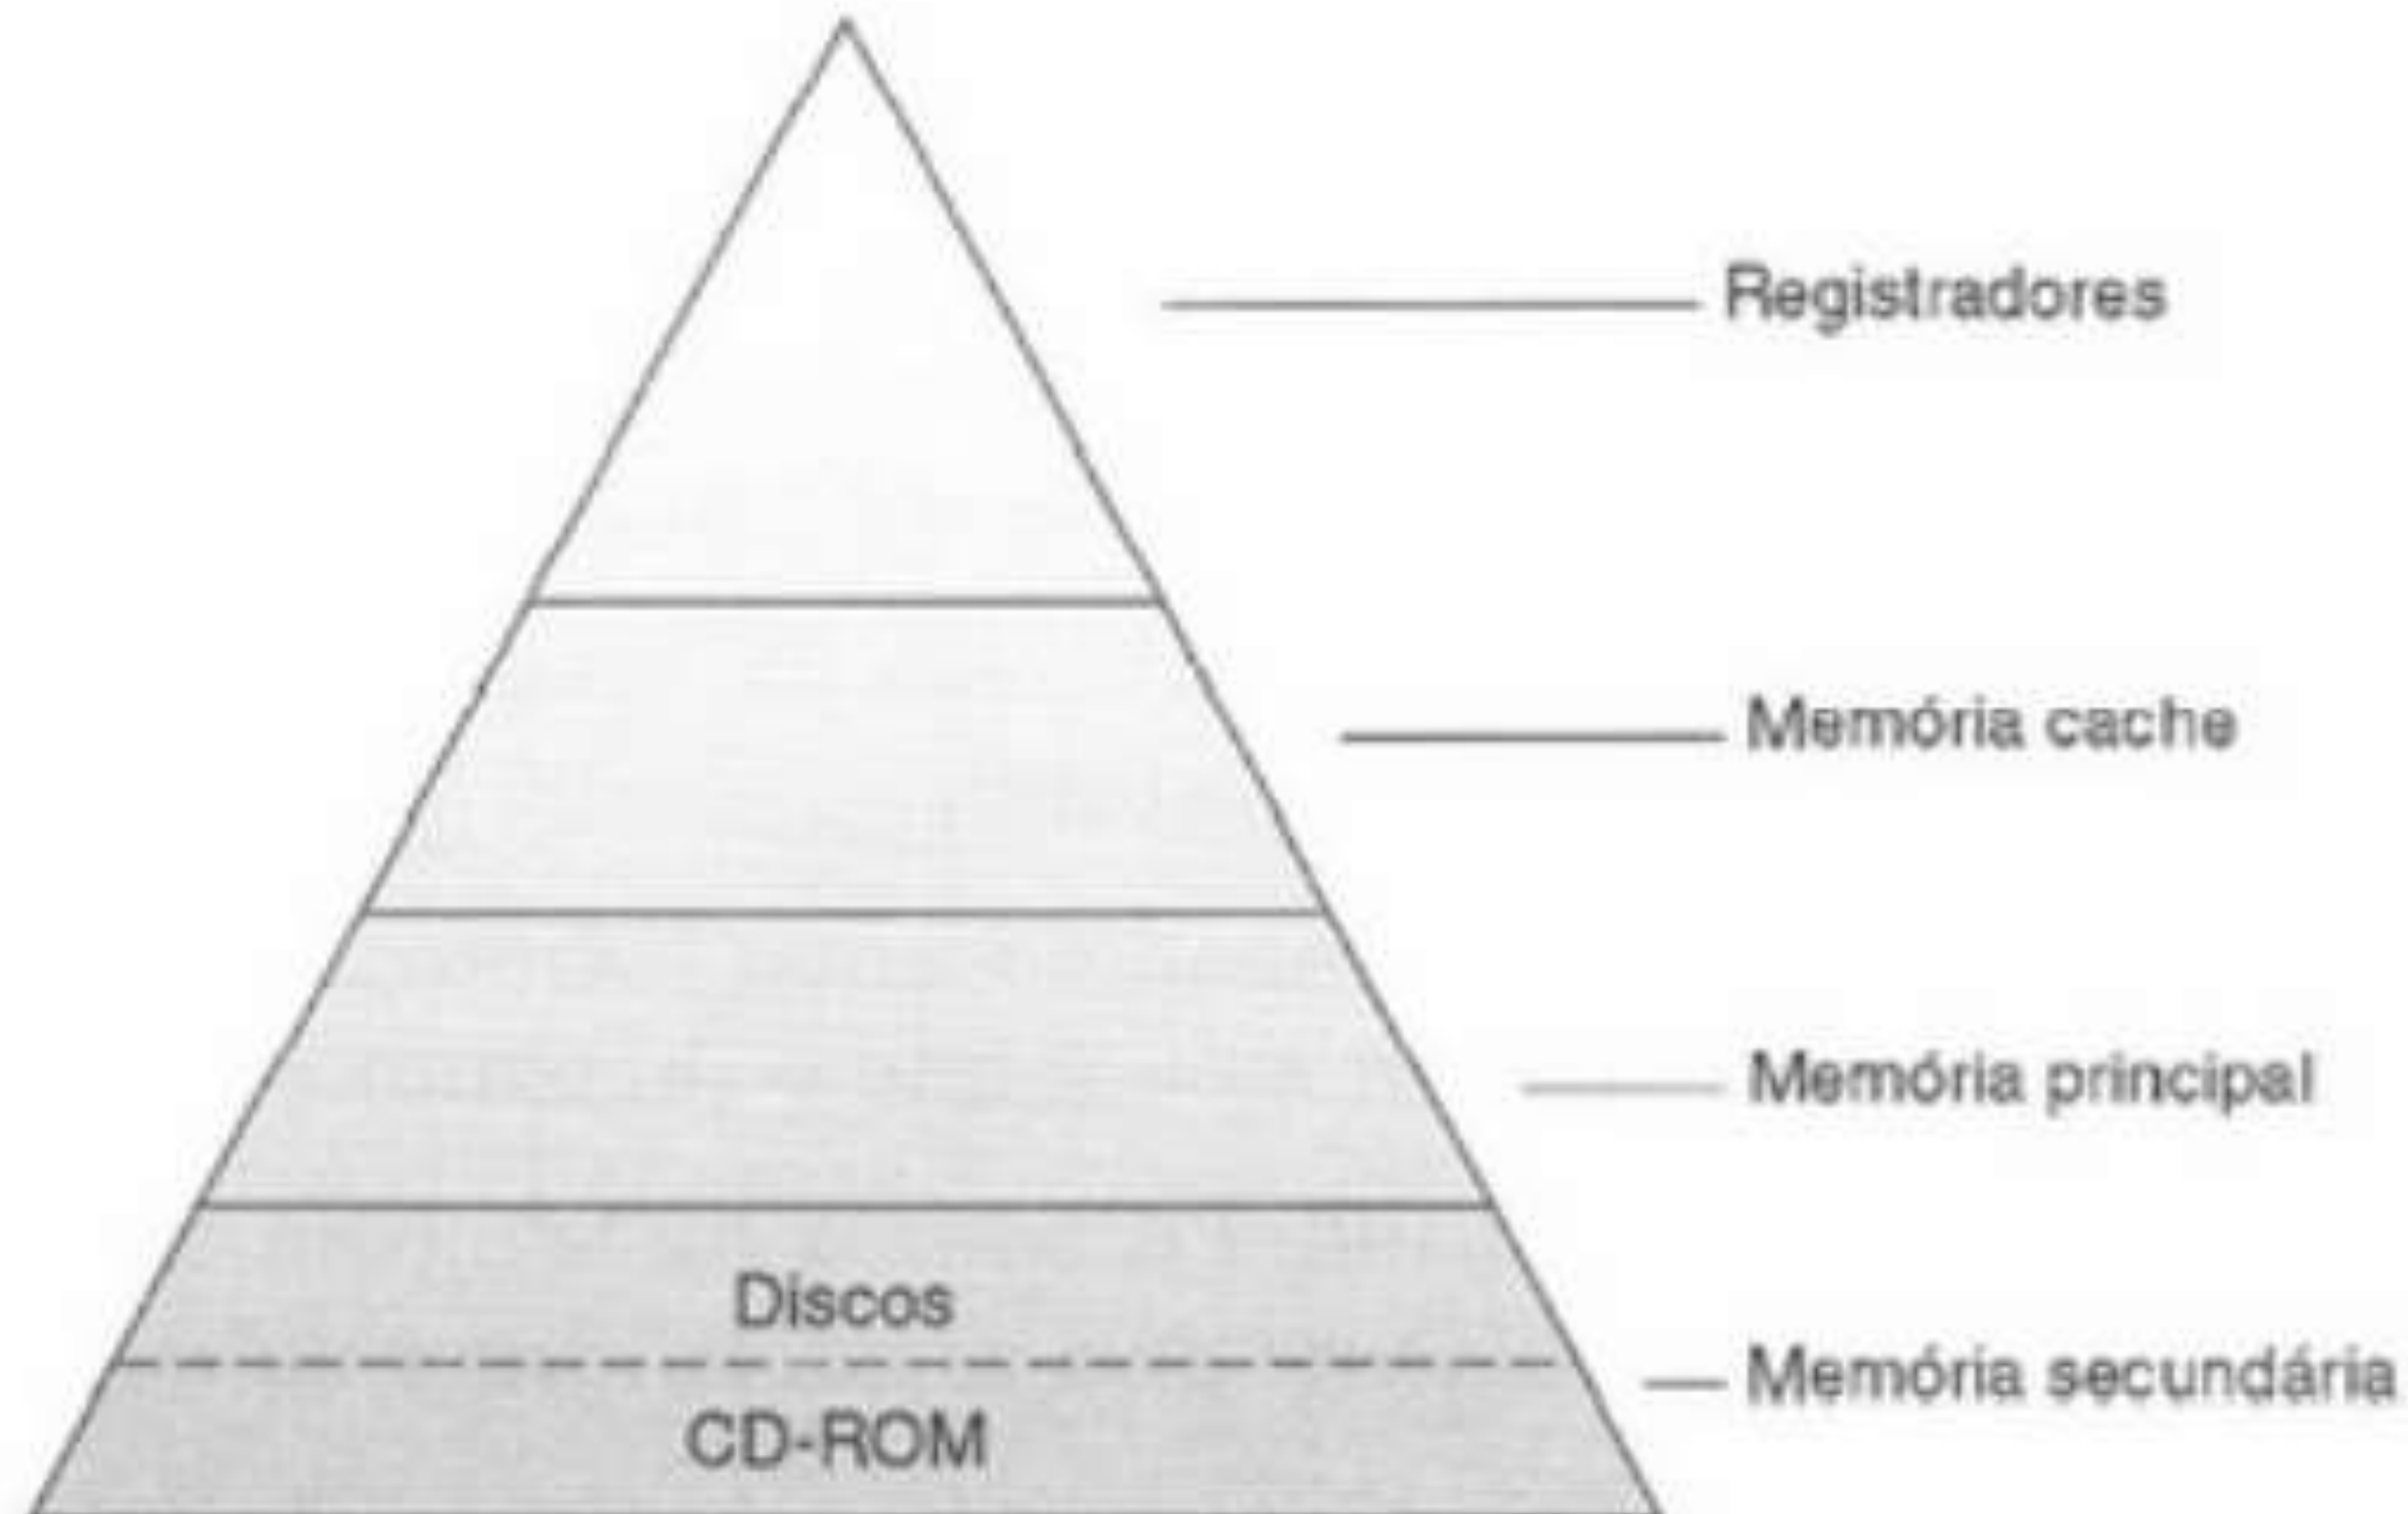 Registradores
Memória cache
Memória principal
Discos
Memória secundária
CD-ROM